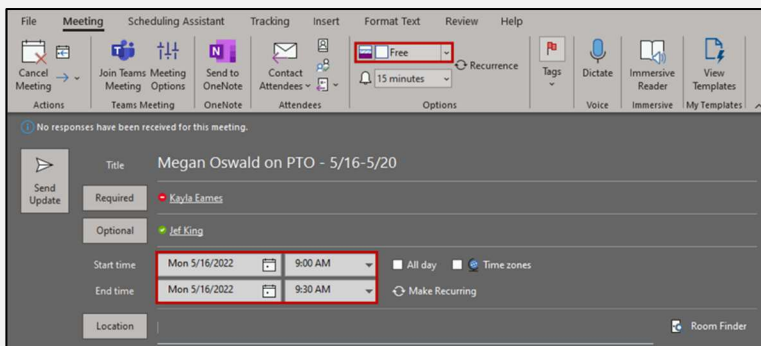 File Meeting Scheduling Assistant Tracking Insert Format Text Review Help
Free
Cancel Meeting
Join Teams Meeting
Meeting Options
Send to OneNote
Contact Attendees
15 minutes
Recurrence
Tags
Dictate
Immersive Reader
View Templates
Actions Teams Meeting OneNote Attendees Options Voice Immersive My Templates
No responses have been received for this meeting.
Send Update
Title Megan Oswald on PTO - 5/16-5/20
Required Kayla Eames
Optional Jef King
Start time Mon 5/16/2022 9:00 AM All day Time zones
End time Mon 5/16/2022 9:30 AM Make Recurring
Location Room Finder